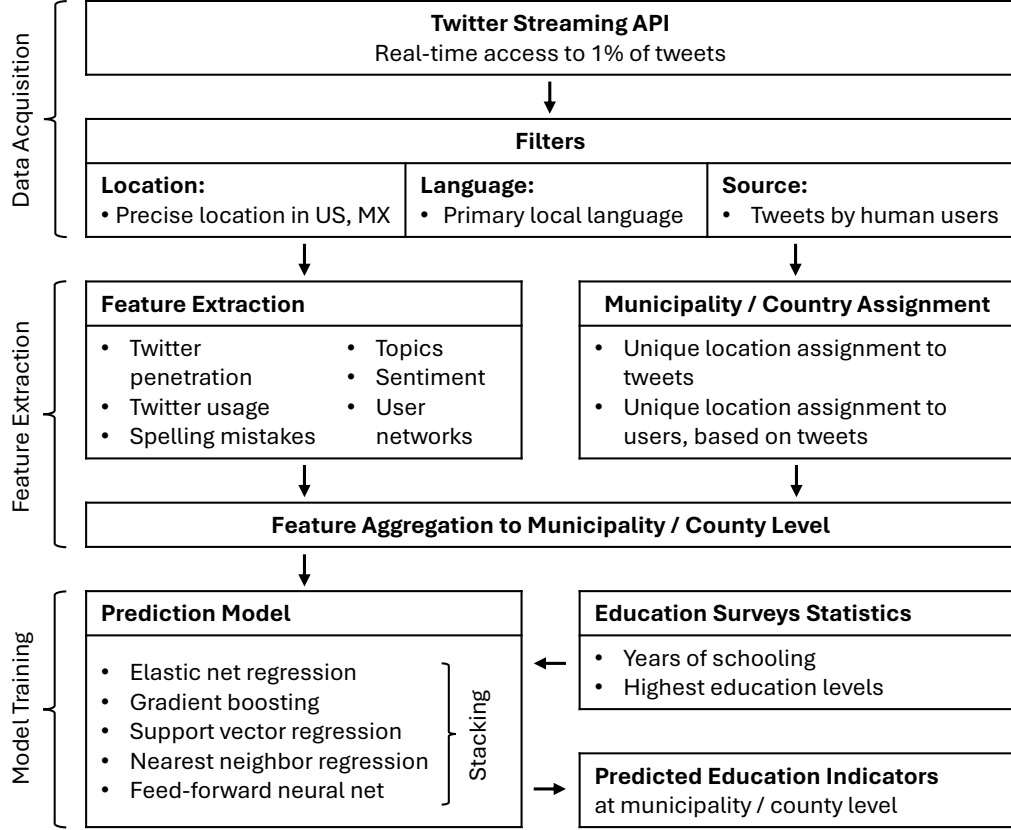 Data Acquisition
Twitter Streaming API
Real-time access to 1% of tweets
Filters
Location:
• Precise location in US, MX
Language:
• Primary local language
Source:
• Tweets by human users
Feature Extraction
Feature Extraction
• Twitter
penetration
• Twitter usage
• Spelling mistakes
• Topics
• Sentiment
• User
networks
Municipality / Country Assignment
• Unique location assignment to
tweets
• Unique location assignment to
users, based on tweets
Feature Aggregation to Municipality / County Level
Model Training
Prediction Model
• Elastic net regression
• Gradient boosting
• Support vector regression
• Nearest neighbor regression
• Feed-forward neural net
Stacking
Education Surveys Statistics
• Years of schooling
• Highest education levels
Predicted Education Indicators
at municipality / county level